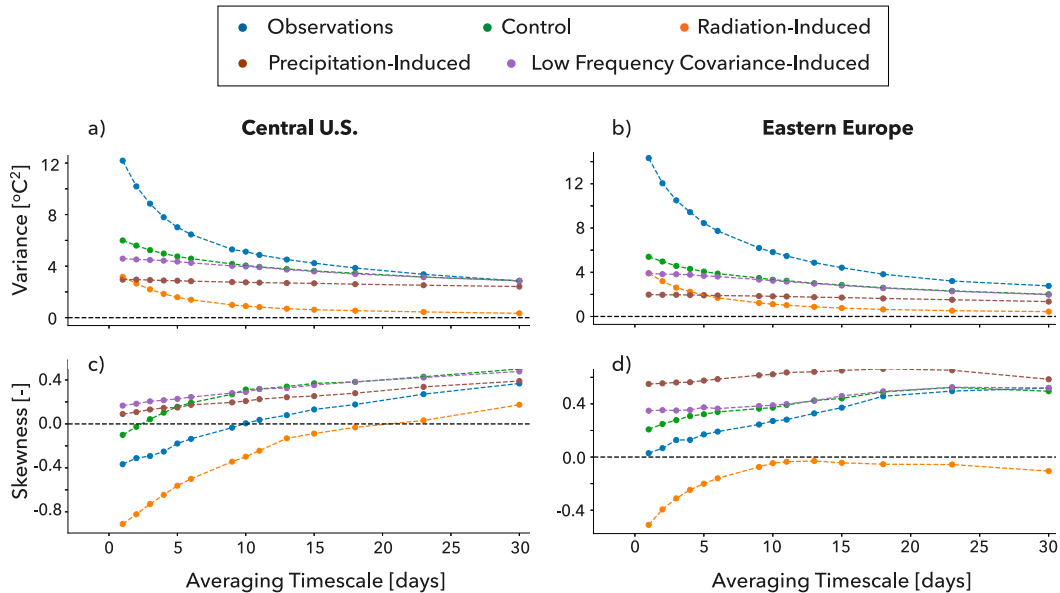 Observations Control Radiation-Induced
Precipitation-Induced Low Frequency Covariance-Induced
a) Central U.S.
b) Eastern Europe
Variance [°C²]
12
8
4
0
12
8
4
0
c)
d)
Skewness [-]
0.4
0.0
-0.4
-0.8
0.4
0.0
-0.4
0 5 10 15 20 25 30
0 5 10 15 20 25 30
Averaging Timescale [days]
Averaging Timescale [days]